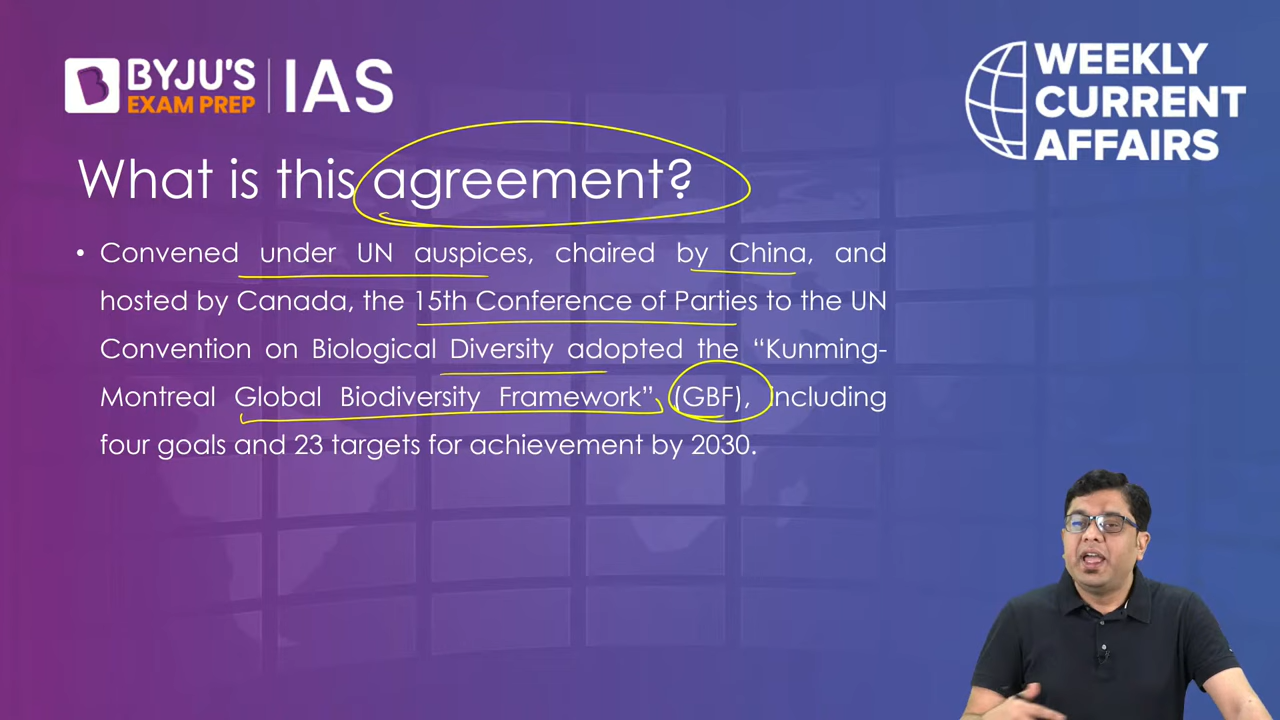 BYJU'S
EXAM PREP
IAS
WEEKLY
CURRENT
AFFAIRS
What is this agreement?
• Convened under UN auspices, chaired by China, and
hosted by Canada, the 15th Conference of Parties to the UN
Convention on Biological Diversity adopted the “Kunming-
Montreal Global Biodiversity Framework” (GBF), including
four goals and 23 targets for achievement by 2030.